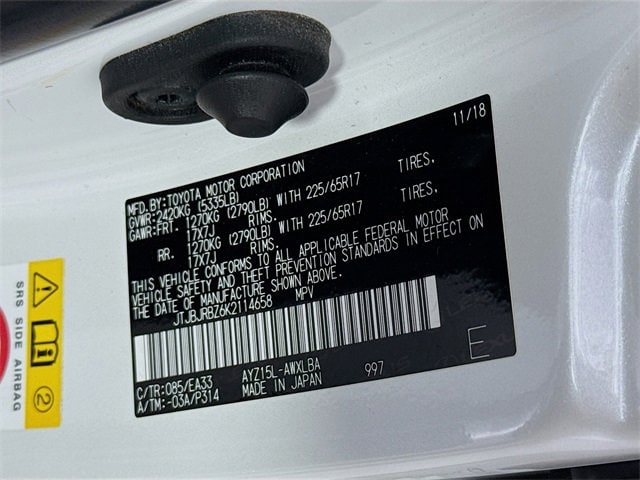 11/18
MFD.BY:TOYOTA MOTOR CORPORATION
GVWR:2420KG (5335LB)
GAWR:FRT. 1270KG (2790LB) WITH 225/65R17 TIRES,
17X7J RIMS.
RR. 1270KG (2790LB) WITH 225/65R17 TIRES,
17X7J RIMS.
THIS VEHICLE CONFORMS TO ALL APPLICABLE FEDERAL MOTOR
VEHICLE SAFETY AND THEFT PREVENTION STANDARDS IN EFFECT ON
THE DATE OF MANUFACTURE SHOWN ABOVE.
JTJBJRBZ6K2114658 MPV
C/TR:085/EA33 AYZ15L-AWXLBA 997 E
A/TM:-03A/P314 MADE IN JAPAN
SRS SIDE AIRBAG
2